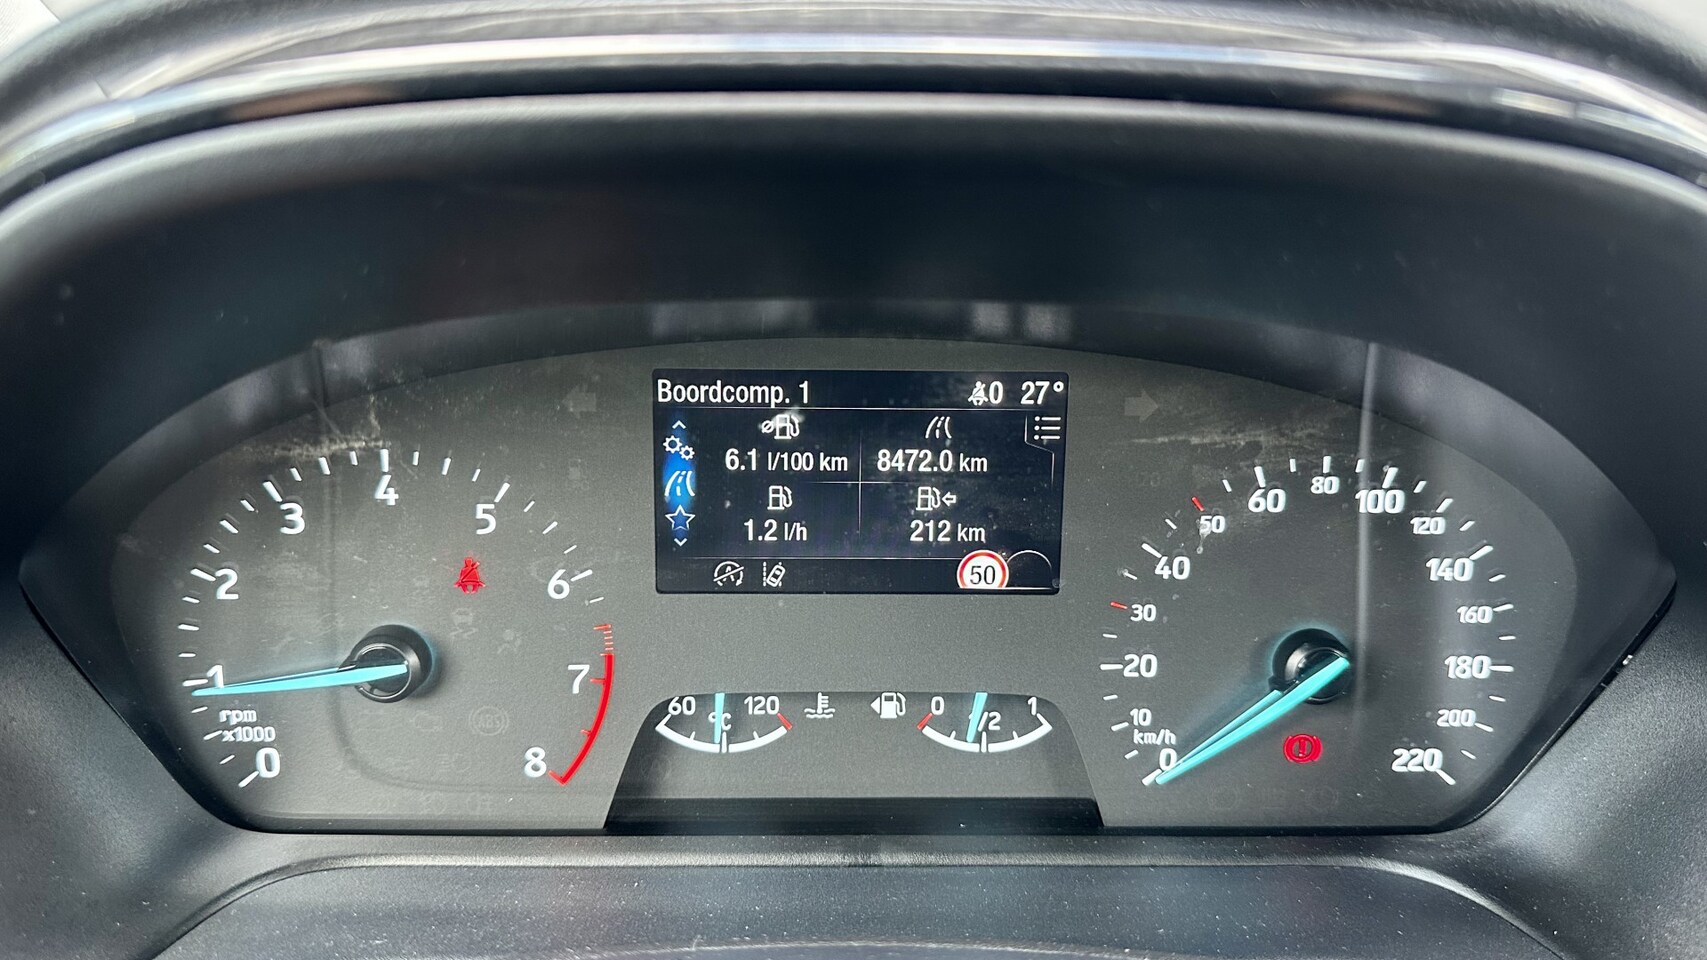 Boordcomp. 1
0 27°
6.1 l/100 km 8472.0 km
1.2 l/h 212 km
50
0 1 2 3 4 5 6 7 8
rpm
x1000
60 120
°C
0 1/2 1
0 10 20 30 40 50 60 80 100 120 140 160 180 200 220
km/h
ABS